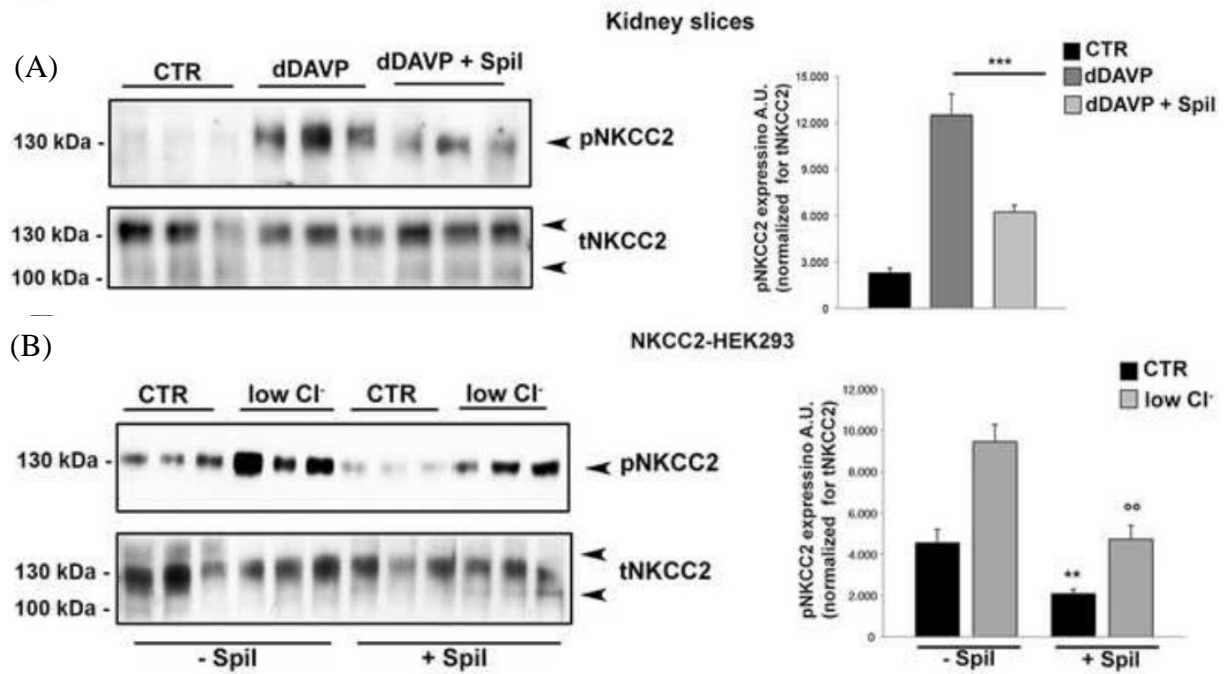 Kidney slices
(A)
CTR dDAVP dDAVP + Spil
130 kDa -
pNKCC2
130 kDa -
100 kDa -
tNKCC2
pNKCC2 expressino A.U.
(normalized for tNKCC2)
15.000
12.000
9.000
6.000
3.000
0
***
CTR
dDAVP
dDAVP + Spil
(B)
NKCC2-HEK293
CTR low Cl- CTR low Cl-
130 kDa -
pNKCC2
130 kDa -
100 kDa -
tNKCC2
- Spil + Spil
pNKCC2 expressino A.U.
(normalized for tNKCC2)
12.000
10.000
8.000
6.000
4.000
2.000
0
**
°°
- Spil + Spil
CTR
low Cl-